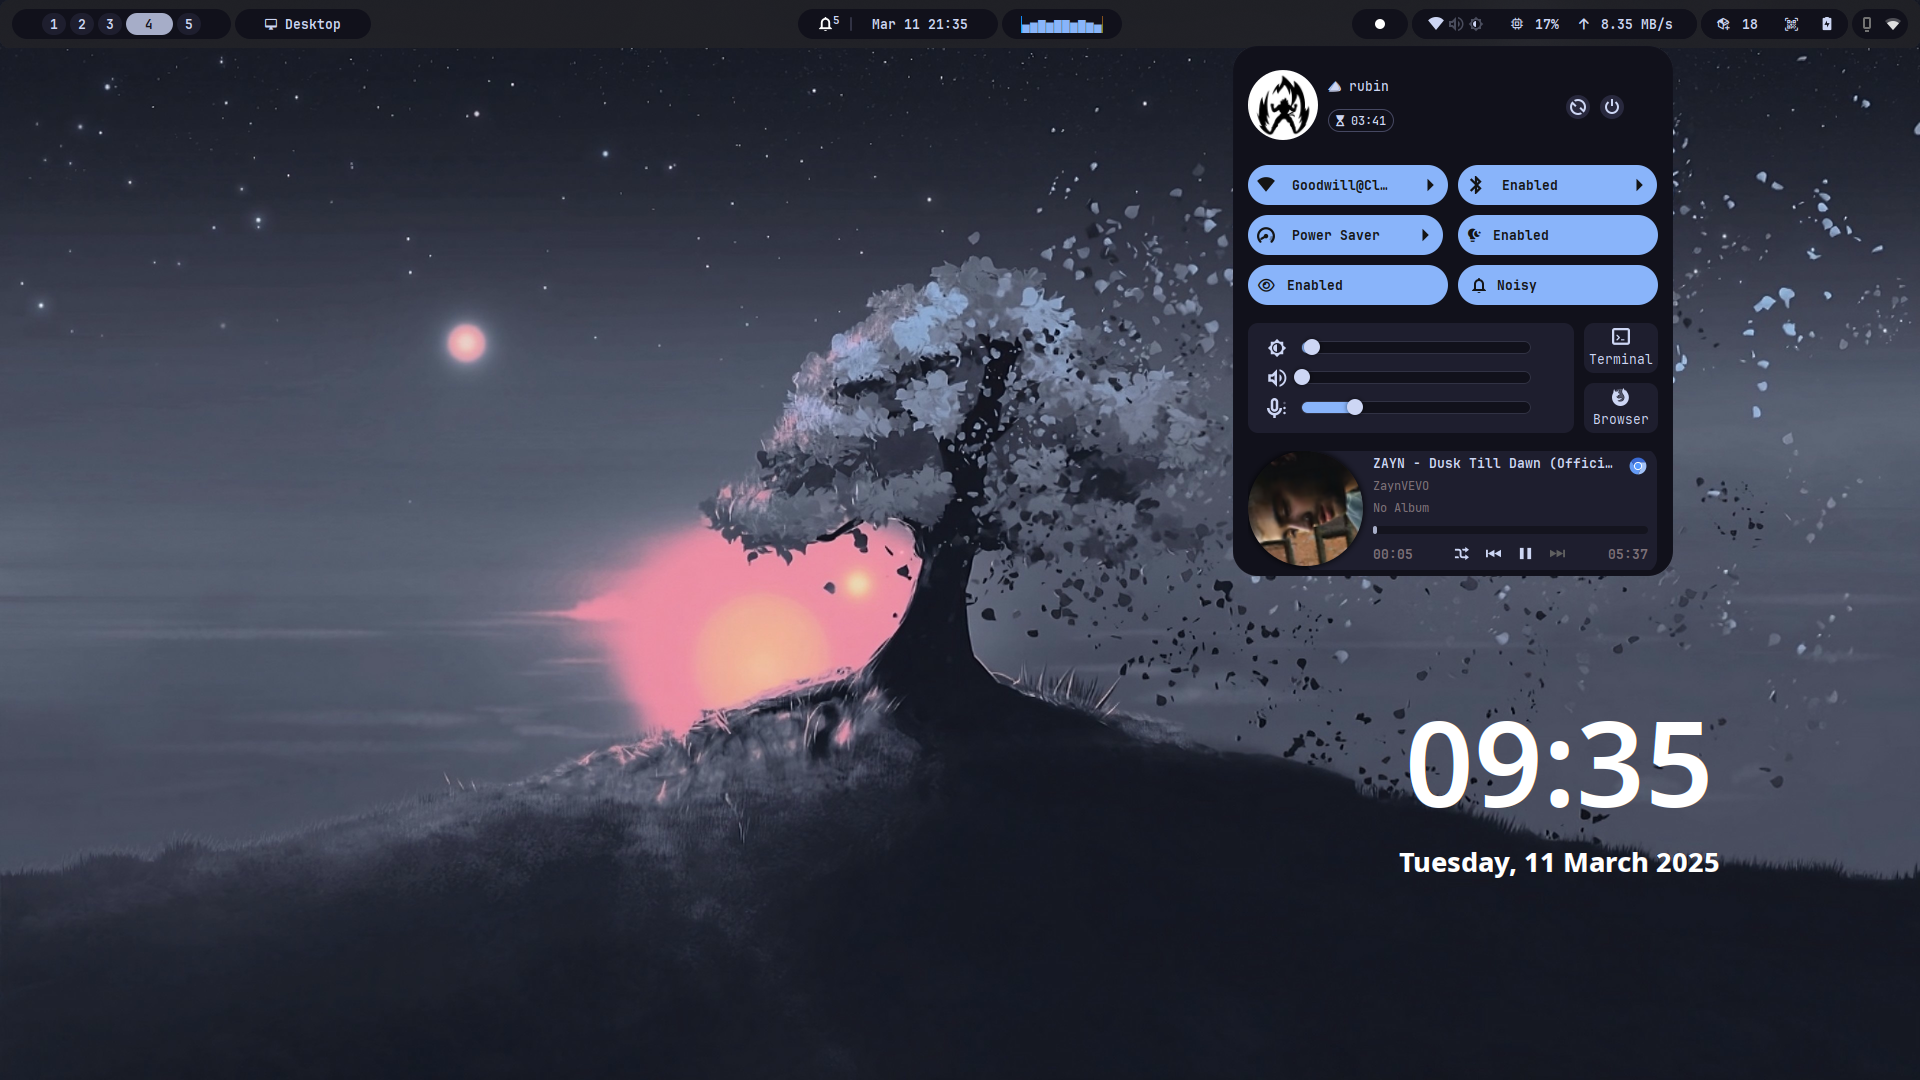 1 2 3 4 5 Desktop 5 | Mar 11 21:35 17% 8.35 MB/s 18
rubin
03:41
Goodwill@Cl… Enabled
Power Saver Enabled
Enabled Noisy
Terminal
Browser
ZAYN - Dusk Till Dawn (Offici…
ZaynVEVO
No Album
00:05 05:37
09:35
Tuesday, 11 March 2025